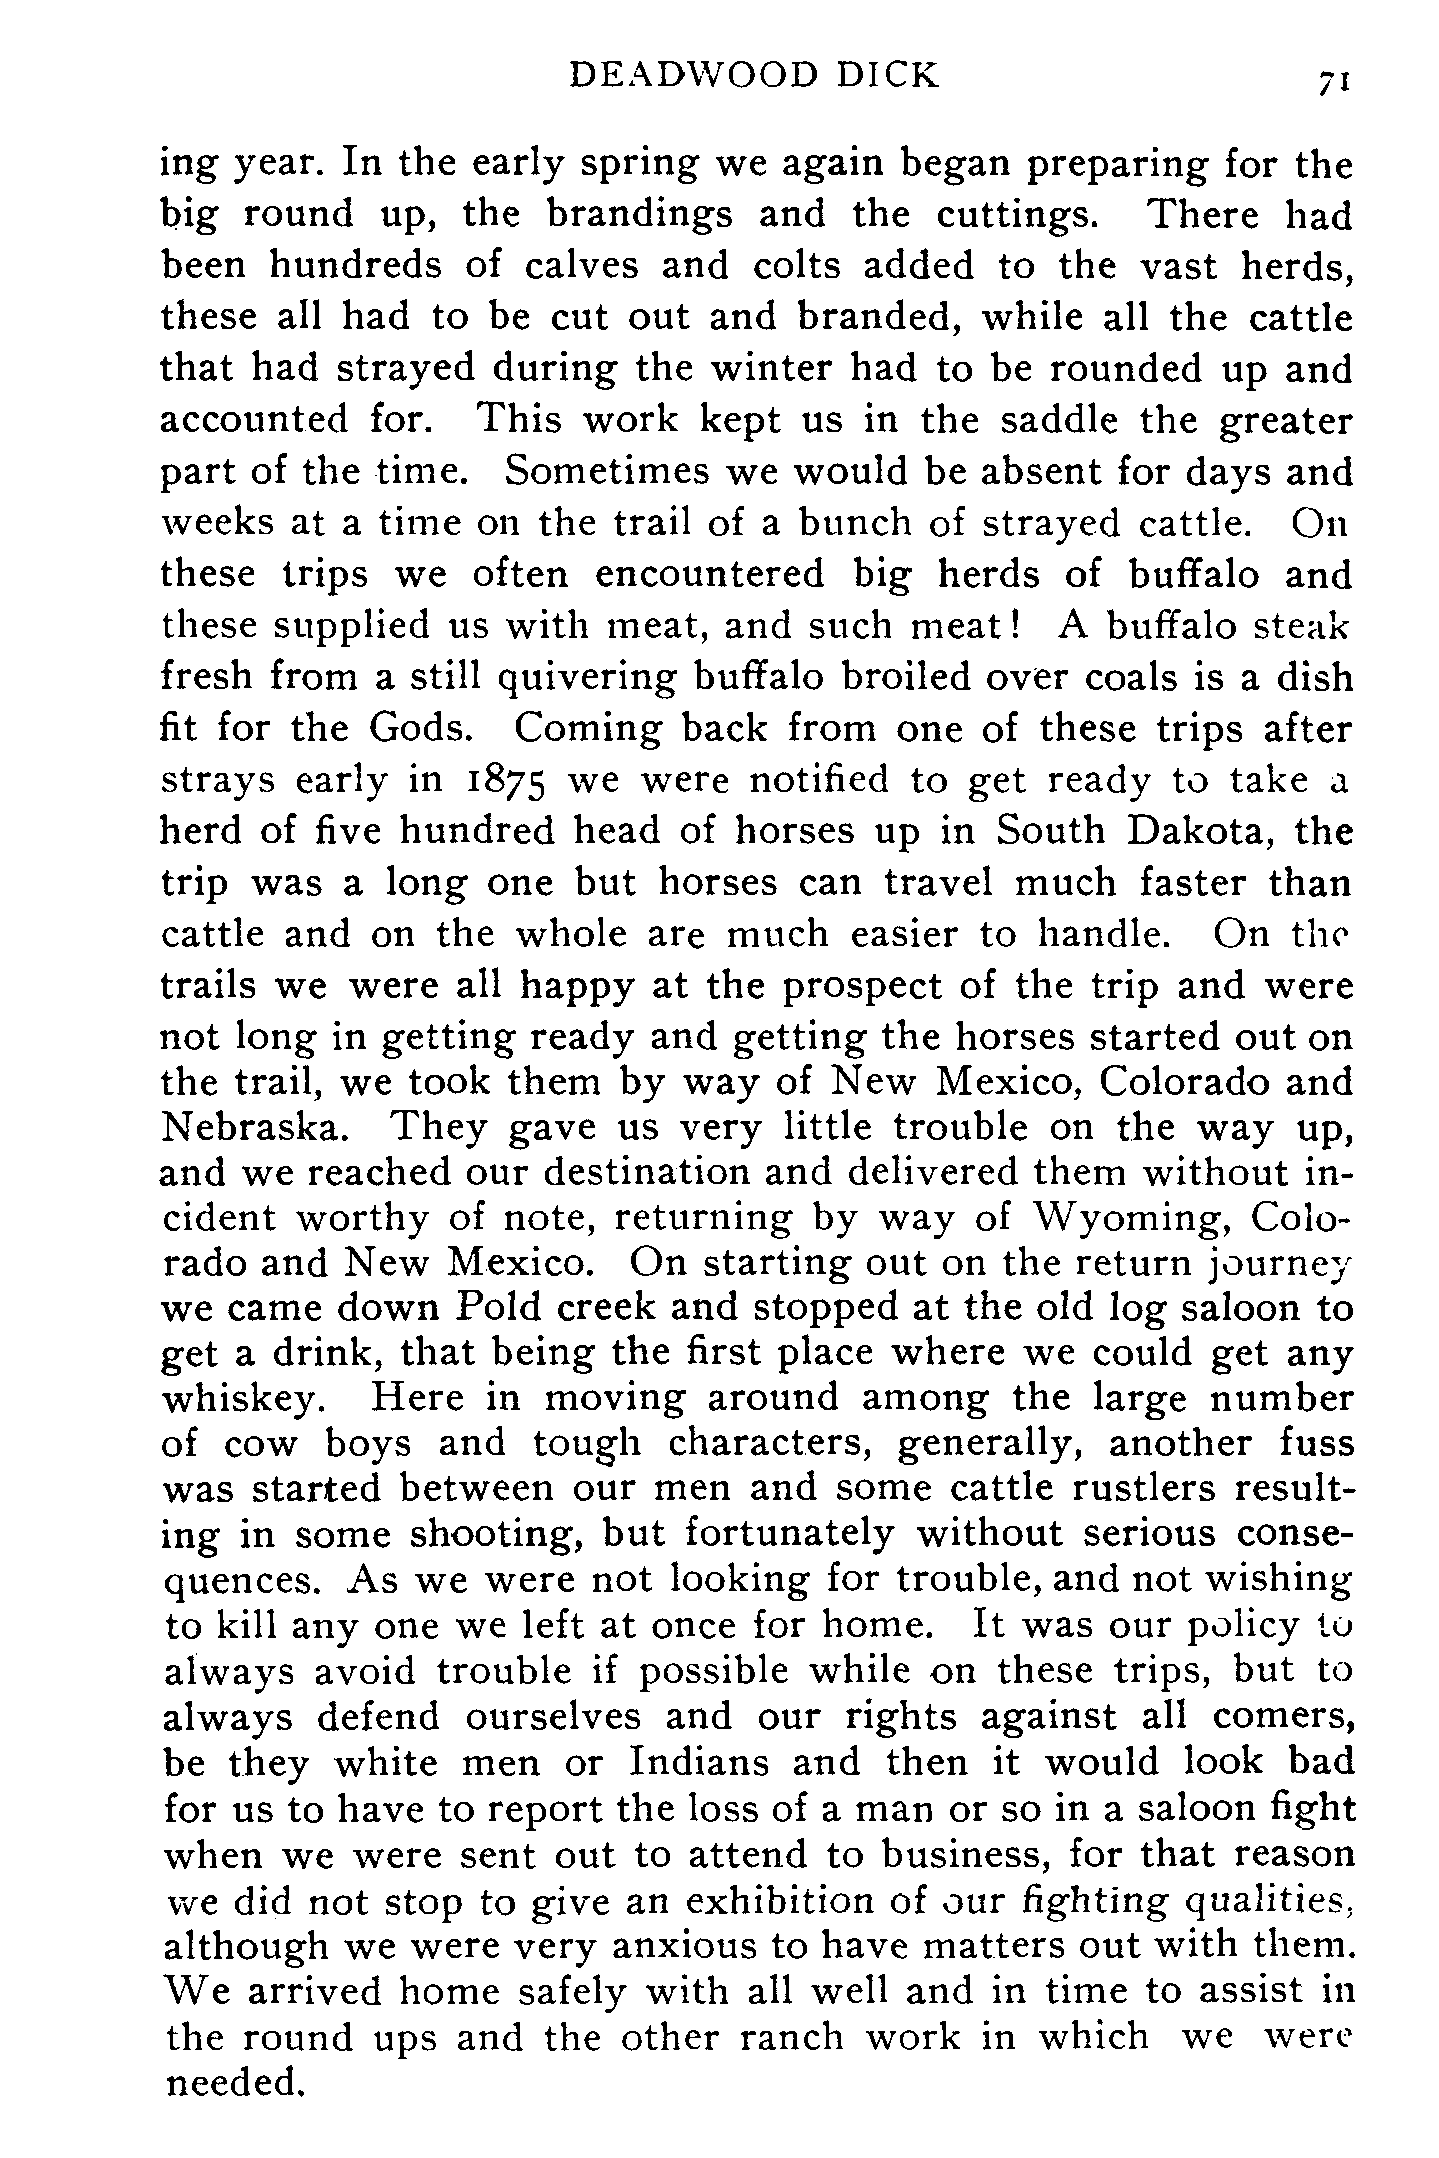 DEADWOOD DICK 71
ing year. In the early spring we again began preparing for the
big round up, the brandings and the cuttings. There had
been hundreds of calves and colts added to the vast herds,
these all had to be cut out and branded, while all the cattle
that had strayed during the winter had to be rounded up and
accounted for. This work kept us in the saddle the greater
part of the time. Sometimes we would be absent for days and
weeks at a time on the trail of a bunch of strayed cattle. On
these trips we often encountered big herds of buffalo and
these supplied us with meat, and such meat! A buffalo steak
fresh from a still quivering buffalo broiled over coals is a dish
fit for the Gods. Coming back from one of these trips after
strays early in 1875 we were notified to get ready to take a
herd of five hundred head of horses up in South Dakota, the
trip was a long one but horses can travel much faster than
cattle and on the whole are much easier to handle. On the
trails we were all happy at the prospect of the trip and were
not long in getting ready and getting the horses started out on
the trail, we took them by way of New Mexico, Colorado and
Nebraska. They gave us very little trouble on the way up,
and we reached our destination and delivered them without in-
cident worthy of note, returning by way of Wyoming, Colo-
rado and New Mexico. On starting out on the return journey
we came down Pold creek and stopped at the old log saloon to
get a drink, that being the first place where we could get any
whiskey. Here in moving around among the large number
of cow boys and tough characters, generally, another fuss
was started between our men and some cattle rustlers result-
ing in some shooting, but fortunately without serious conse-
quences. As we were not looking for trouble, and not wishing
to kill any one we left at once for home. It was our policy to
always avoid trouble if possible while on these trips, but to
always defend ourselves and our rights against all comers,
be they white men or Indians and then it would look bad
for us to have to report the loss of a man or so in a saloon fight
when we were sent out to attend to business, for that reason
we did not stop to give an exhibition of our fighting qualities,
although we were very anxious to have matters out with them.
We arrived home safely with all well and in time to assist in
the round ups and the other ranch work in which we were
needed.